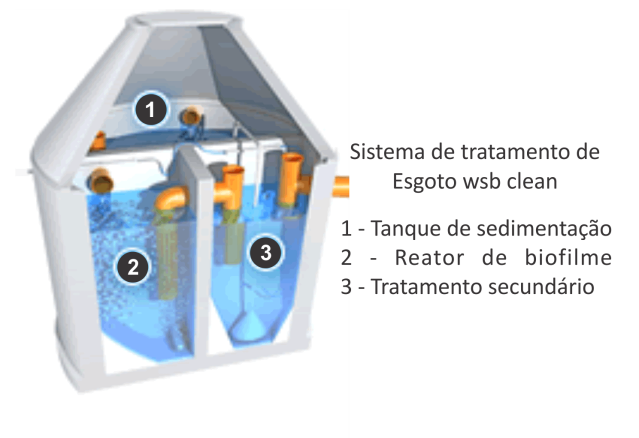 1
2
3
Sistema de tratamento de
Esgoto wsb clean
1 - Tanque de sedimentação
2 - Reator de biofilme
3 - Tratamento secundário